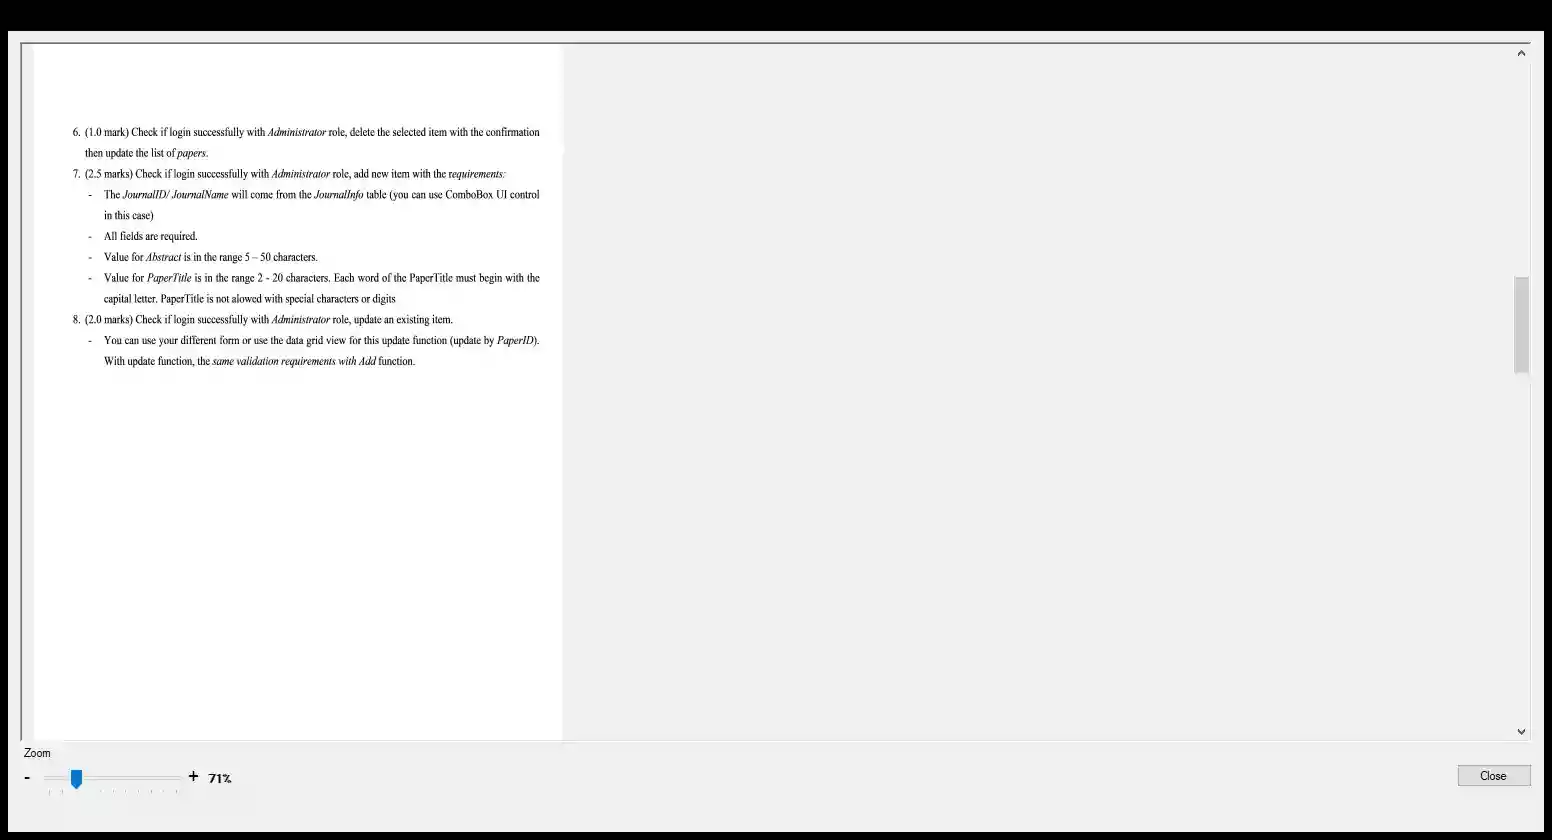 6. (1.0 mark) Check if login successfully with Administrator role, delete the selected item with the confirmation
then update the list of papers.
7. (2.5 marks) Check if login successfully with Administrator role, add new item with the requirements:
- The JournalID/ JournalName will come from the JournalInfo table (you can use ComboBox UI control
in this case)
- All fields are required.
- Value for Abstract is in the range 5 – 50 characters.
- Value for PaperTitle is in the range 2 - 20 characters. Each word of the PaperTitle must begin with the
capital letter. PaperTitle is not alowed with special characters or digits
8. (2.0 marks) Check if login successfully with Administrator role, update an existing item.
- You can use your different form or use the data grid view for this update function (update by PaperID).
With update function, the same validation requirements with Add function.
Zoom
- + 71%
Close